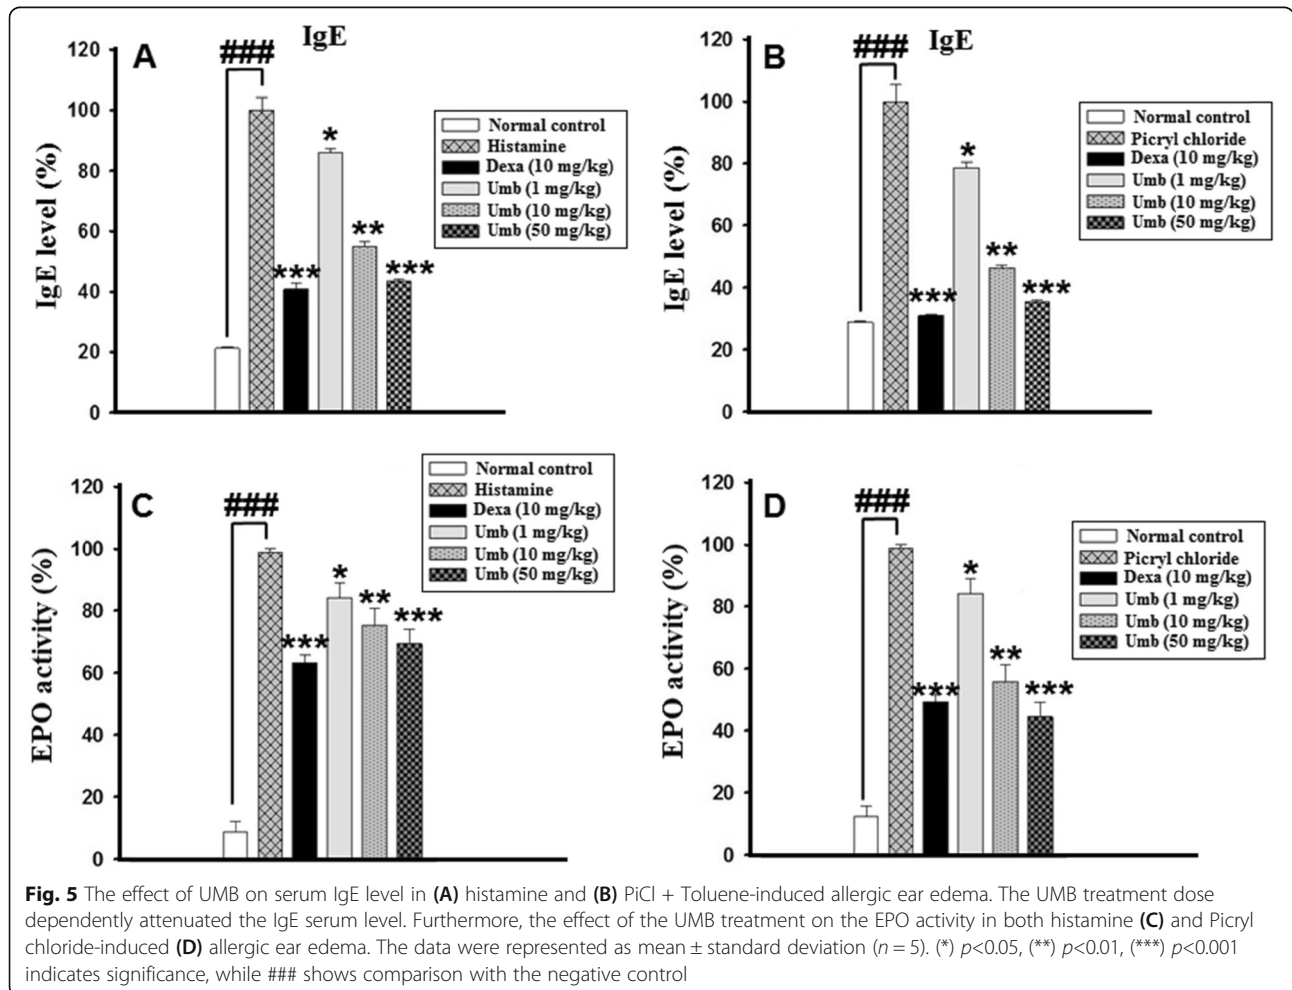 A
IgE
###
120
100
80
60
40
20
0
IgE level (%)
*
**
***
***
Normal control
Histamine
Dexa (10 mg/kg)
Umb (1 mg/kg)
Umb (10 mg/kg)
Umb (50 mg/kg)
B
IgE
###
120
100
80
60
40
20
0
IgE level (%)
*
**
***
***
Normal control
Picryl chloride
Dexa (10 mg/kg)
Umb (1 mg/kg)
Umb (10 mg/kg)
Umb (50 mg/kg)
C
###
120
100
80
60
40
20
0
EPO activity (%)
*
**
***
***
Normal control
Histamine
Dexa (10 mg/kg)
Umb (1 mg/kg)
Umb (10 mg/kg)
Umb (50 mg/kg)
D
###
120
100
80
60
40
20
0
EPO activity (%)
*
**
***
***
Normal control
Picryl chloride
Dexa (10 mg/kg)
Umb (1 mg/kg)
Umb (10 mg/kg)
Umb (50 mg/kg)
Fig. 5 The effect of UMB on serum IgE level in (A) histamine and (B) PiCl + Toluene-induced allergic ear edema. The UMB treatment dose
dependently attenuated the IgE serum level. Furthermore, the effect of the UMB treatment on the EPO activity in both histamine (C) and Picryl
chloride-induced (D) allergic ear edema. The data were represented as mean ± standard deviation (n = 5). (*) p<0.05, (**) p<0.01, (***) p<0.001
indicates significance, while ### shows comparison with the negative control